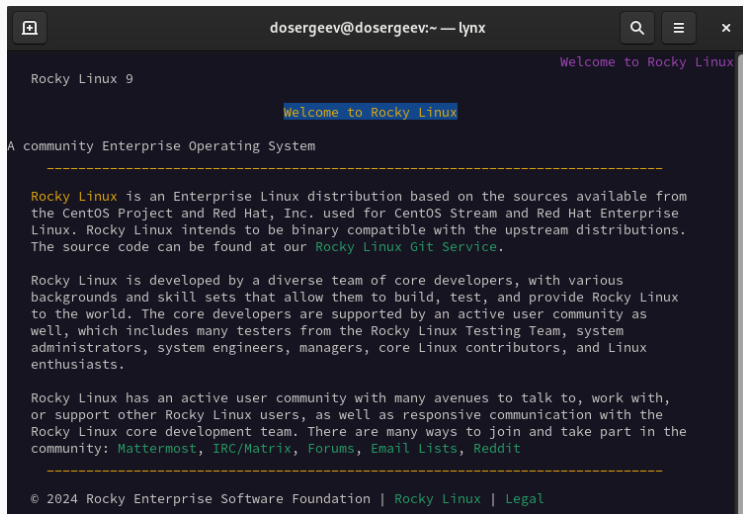 dosergeev@dosergeev:~ — lynx
Welcome to Rocky Linux
Rocky Linux 9
Welcome to Rocky Linux
A community Enterprise Operating System
Rocky Linux is an Enterprise Linux distribution based on the sources available from
the CentOS Project and Red Hat, Inc. used for CentOS Stream and Red Hat Enterprise
Linux. Rocky Linux intends to be binary compatible with the upstream distributions.
The source code can be found at our Rocky Linux Git Service.
Rocky Linux is developed by a diverse team of core developers, with various
backgrounds and skill sets that allow them to build, test, and provide Rocky Linux
to the world. The core developers are supported by an active user community as
well, which includes many testers from the Rocky Linux Testing Team, system
administrators, system engineers, managers, core Linux contributors, and Linux
enthusiasts.
Rocky Linux has an active user community with many avenues to talk to, work with,
or support other Rocky Linux users, as well as responsive communication with the
Rocky Linux core development team. There are many ways to join and take part in the
community: Mattermost, IRC/Matrix, Forums, Email Lists, Reddit
© 2024 Rocky Enterprise Software Foundation | Rocky Linux | Legal